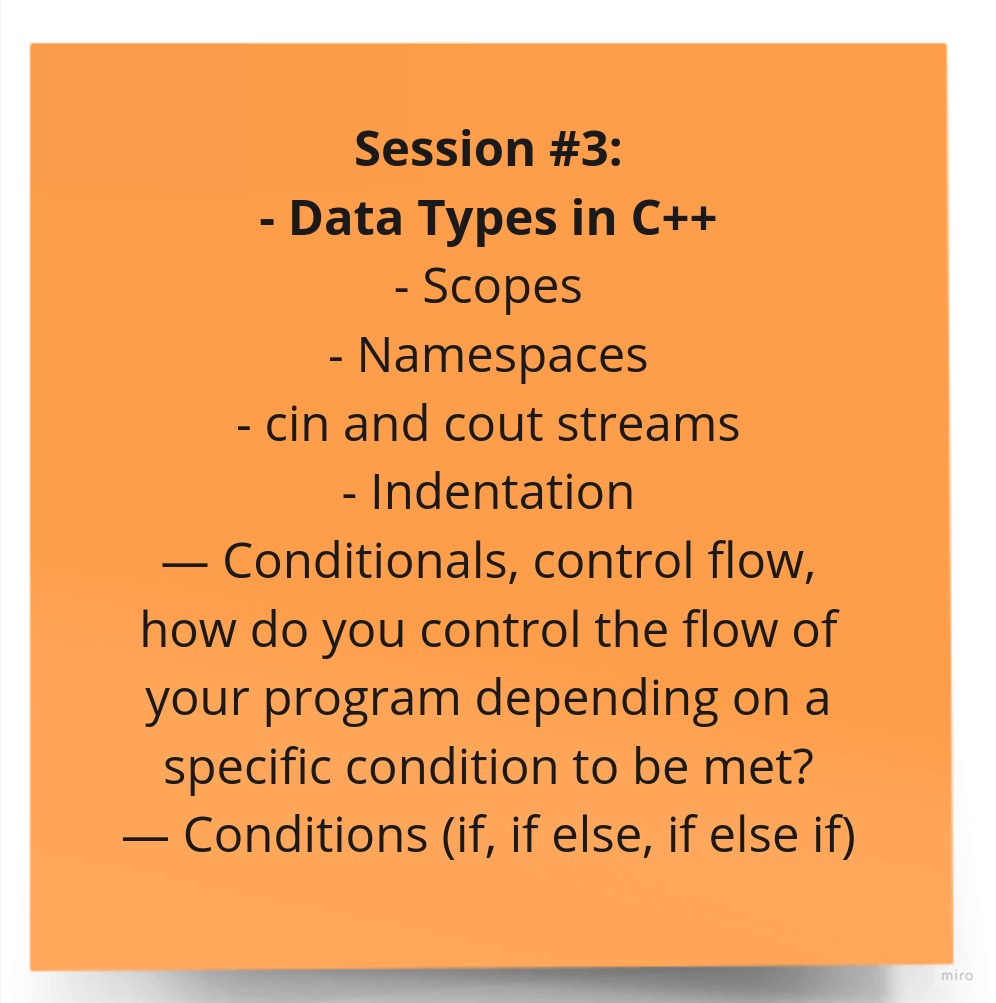 Session #3:
- Data Types in C++
- Scopes
- Namespaces
- cin and cout streams
- Indentation
— Conditionals, control flow,
how do you control the flow of
your program depending on a
specific condition to be met?
— Conditions (if, if else, if else if)
miro